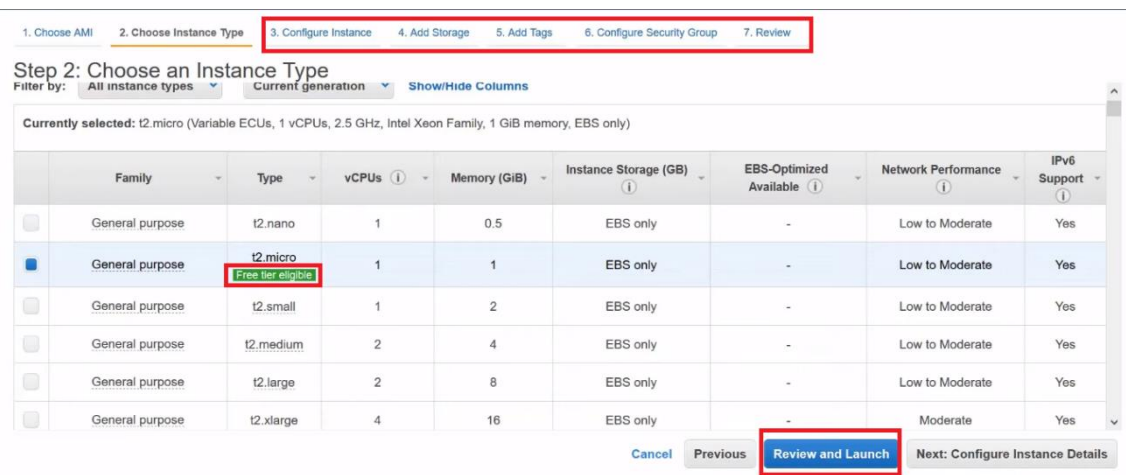 1. Choose AMI 2. Choose Instance Type 3. Configure Instance 4. Add Storage 5. Add Tags 6. Configure Security Group 7. Review
Step 2: Choose an Instance Type
Filter by: All instance types Current generation Show/Hide Columns
Currently selected: t2.micro (Variable ECUs, 1 vCPUs, 2.5 GHz, Intel Xeon Family, 1 GiB memory, EBS only)
Family Type vCPUs Memory (GiB) Instance Storage (GB) EBS-Optimized Available Network Performance IPv6 Support
General purpose t2.nano 1 0.5 EBS only - Low to Moderate Yes
General purpose t2.micro Free tier eligible 1 1 EBS only - Low to Moderate Yes
General purpose t2.small 1 2 EBS only - Low to Moderate Yes
General purpose t2.medium 2 4 EBS only - Low to Moderate Yes
General purpose t2.large 2 8 EBS only - Low to Moderate Yes
General purpose t2.xlarge 4 16 EBS only - Moderate Yes
Cancel Previous Review and Launch Next: Configure Instance Details